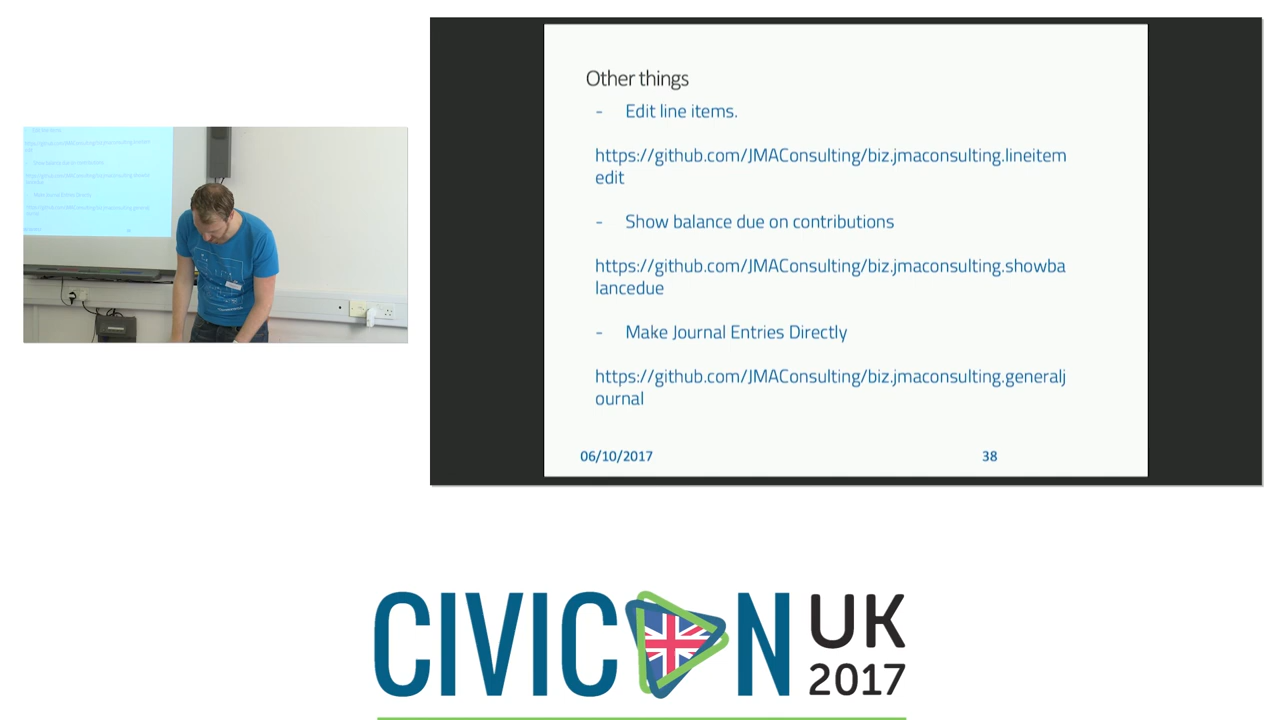 Other things
- Edit line items.
https://github.com/JMAConsulting/biz.jmaconsulting.lineitem
edit
- Show balance due on contributions
https://github.com/JMAConsulting/biz.jmaconsulting.showba
lancedue
- Make Journal Entries Directly
https://github.com/JMAConsulting/biz.jmaconsulting.generalj
ournal
06/10/2017 38
CIVICON UK
2017